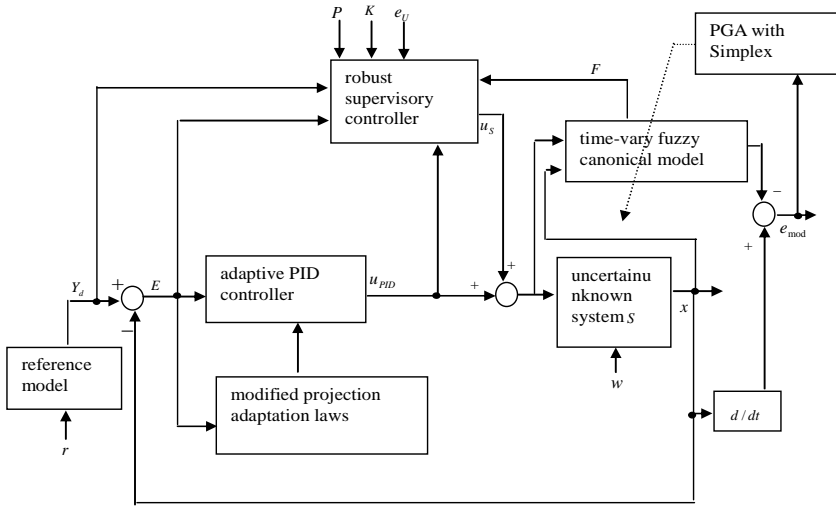 P K e_U
PGA with
Simplex
robust
supervisory
controller
F
u_S
time-vary fuzzy
canonical model
−
e_mod
+
adaptive PID
controller
u_PID
+
+
uncertainu
nknown
system S
x
Y_d
+
E
−
reference
model
r
modified projection
adaptation laws
w
d / dt